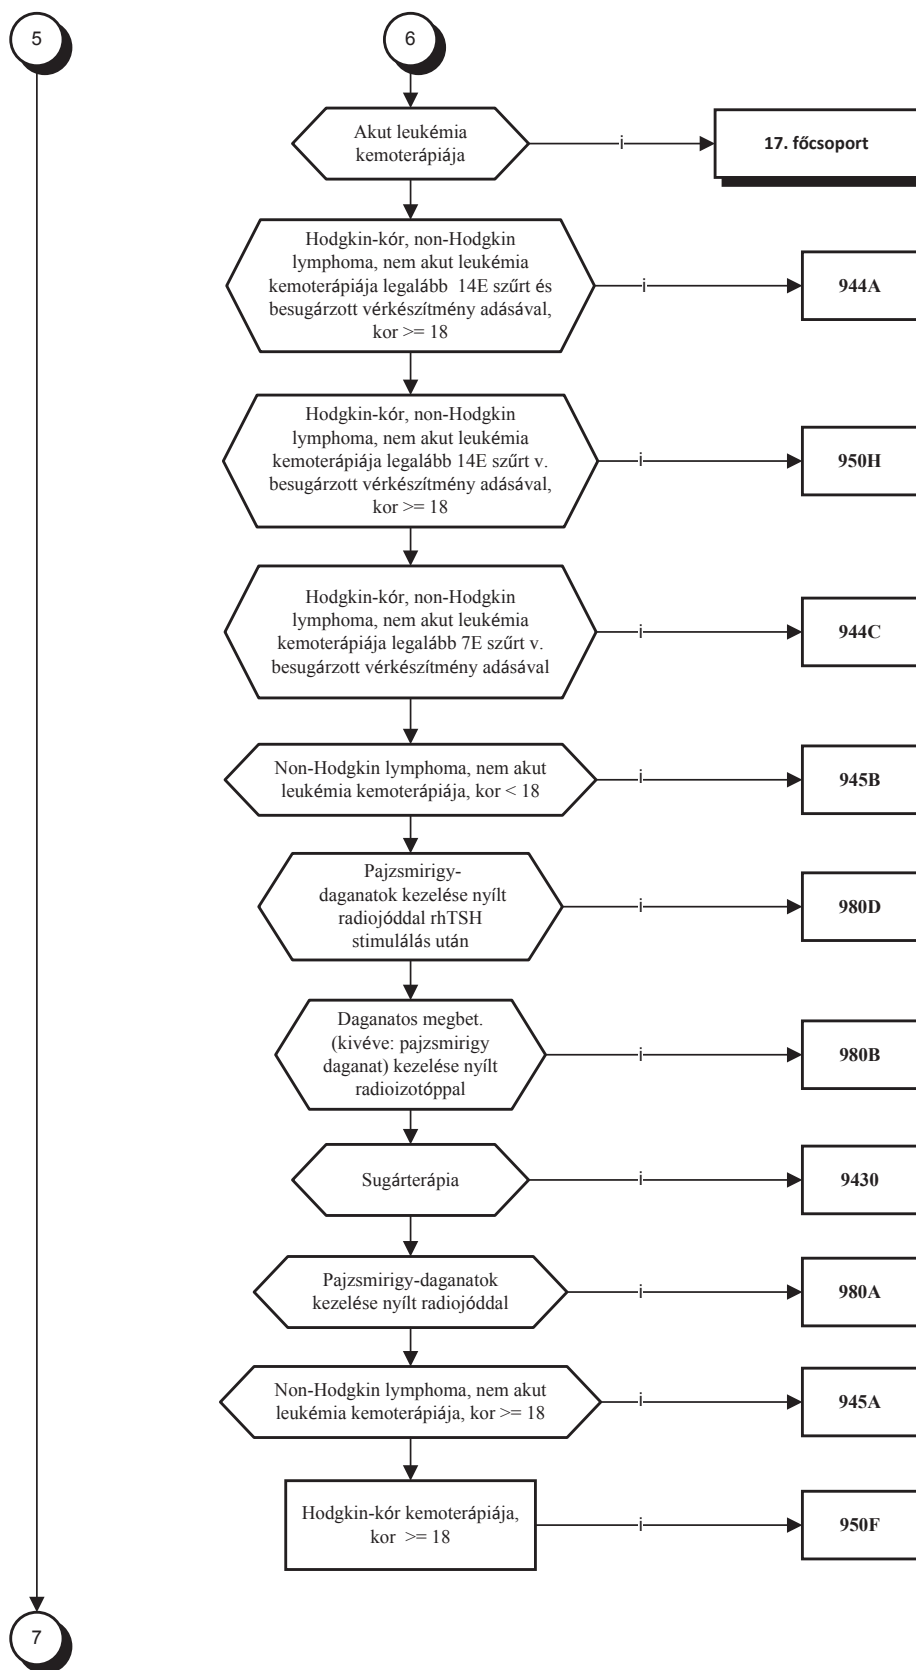 5
6
Akut leukémia
kemoterápiája
i
17. főcsoport
Hodgkin-kór, non-Hodgkin
lymphoma, nem akut leukémia
kemoterápiája legalább  14E szűrt és
besugárzott vérkészítmény adásával,
kor >= 18
i
944A
Hodgkin-kór, non-Hodgkin
lymphoma, nem akut leukémia
kemoterápiája legalább 14E szűrt v.
besugárzott vérkészítmény adásával,
kor >= 18
i
950H
Hodgkin-kór, non-Hodgkin
lymphoma, nem akut leukémia
kemoterápiája legalább 7E szűrt v.
besugárzott vérkészítmény adásával
i
944C
Non-Hodgkin lymphoma, nem akut
leukémia kemoterápiája, kor < 18
i
945B
Pajzsmirigy-
daganatok kezelése nyílt
radiojóddal rhTSH
stimulálás után
i
980D
Daganatos megbet.
(kivéve: pajzsmirigy
daganat) kezelése nyílt
radioizotóppal
i
980B
Sugárterápia
i
9430
Pajzsmirigy-daganatok
kezelése nyílt radiojóddal
i
980A
Non-Hodgkin lymphoma, nem akut
leukémia kemoterápiája, kor >= 18
i
945A
Hodgkin-kór kemoterápiája,
kor  >= 18
i
950F
7